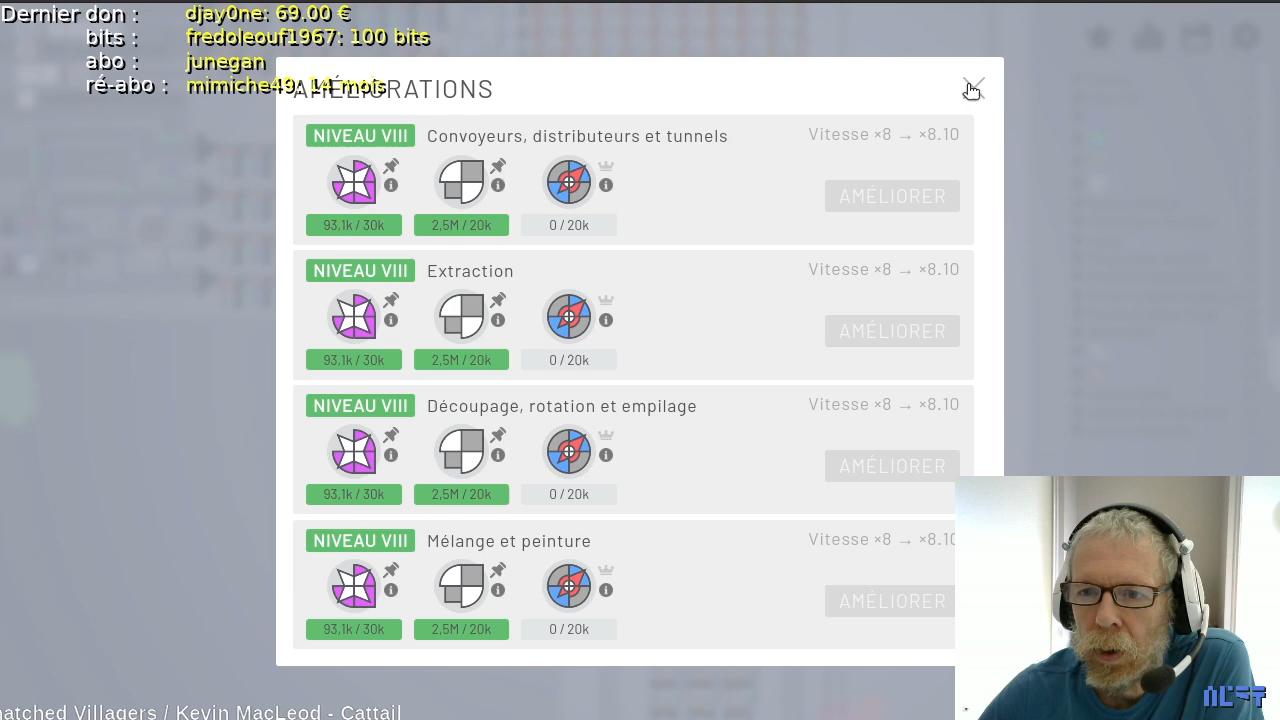 Dernier don : djay0ne: 69.00 €
bits : fredoleouf1967: 100 bits
abo : junegan
ré-abo : mimiche49: 14 mois
AMÉLIORATIONS
NIVEAU VIII Convoyeurs, distributeurs et tunnels Vitesse ×8 → ×8.10
AMÉLIORER
93,1k / 30k 2,5M / 20k 0 / 20k
NIVEAU VIII Extraction Vitesse ×8 → ×8.10
AMÉLIORER
93,1k / 30k 2,5M / 20k 0 / 20k
NIVEAU VIII Découpage, rotation et empilage Vitesse ×8 → ×8.10
AMÉLIORER
93,1k / 30k 2,5M / 20k 0 / 20k
NIVEAU VIII Mélange et peinture Vitesse ×8 → ×8.10
AMÉLIORER
93,1k / 30k 2,5M / 20k 0 / 20k
hatched Villagers / Kevin MacLeod - Cattail